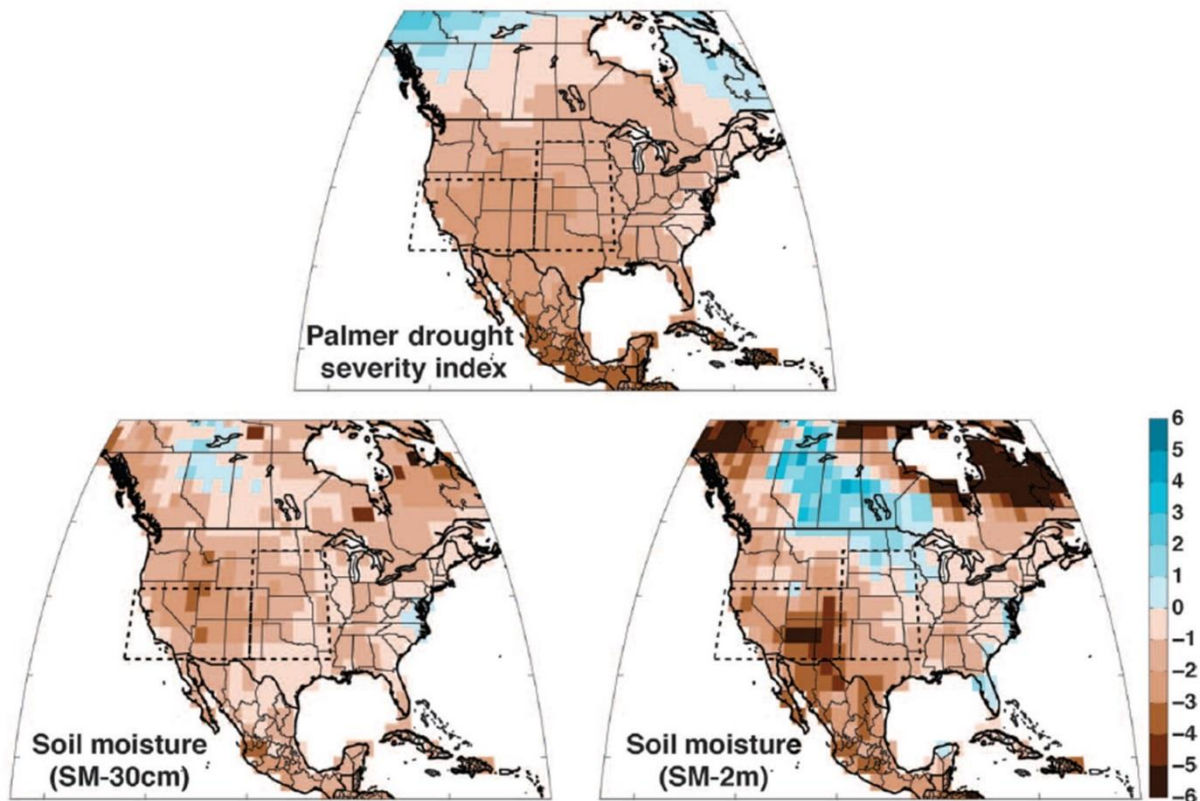 Palmer drought
severity index
Soil moisture
(SM-30cm)
Soil moisture
(SM-2m)
6
5
4
3
2
1
0
−1
−2
−3
−4
−5
−6